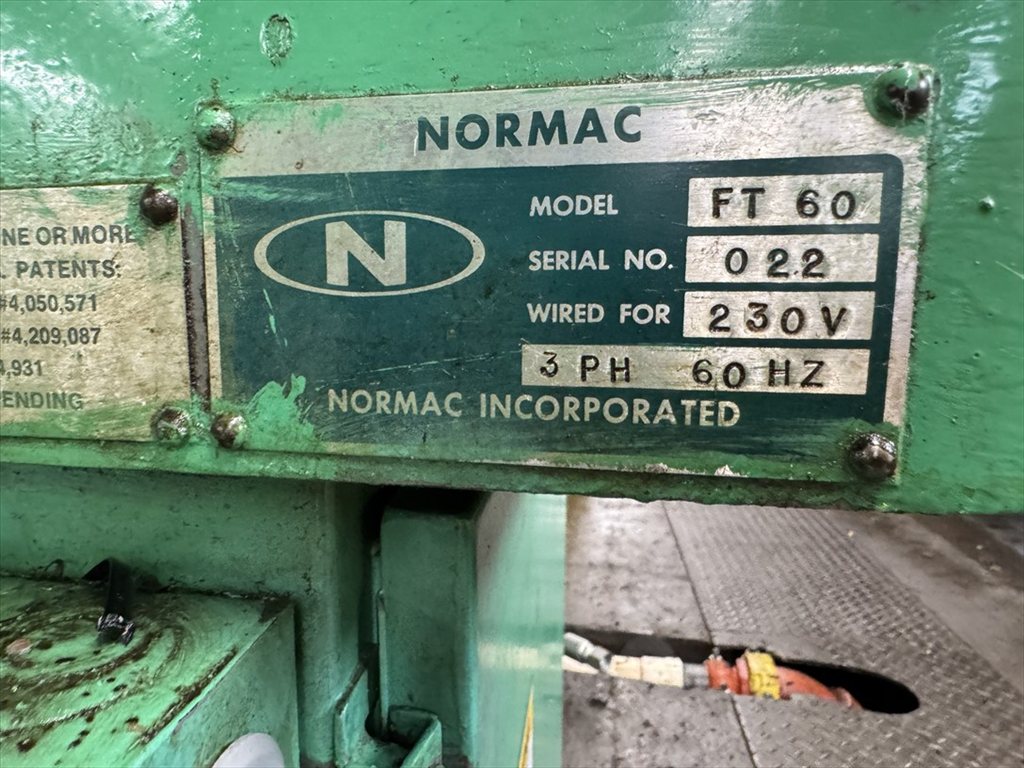 NE OR MORE
PATENTS:
#4,050,571
#4,209,087
,931
ENDING
NORMAC
N
MODEL FT 60
SERIAL NO. 022
WIRED FOR 230V
3 PH 60 HZ
NORMAC INCORPORATED